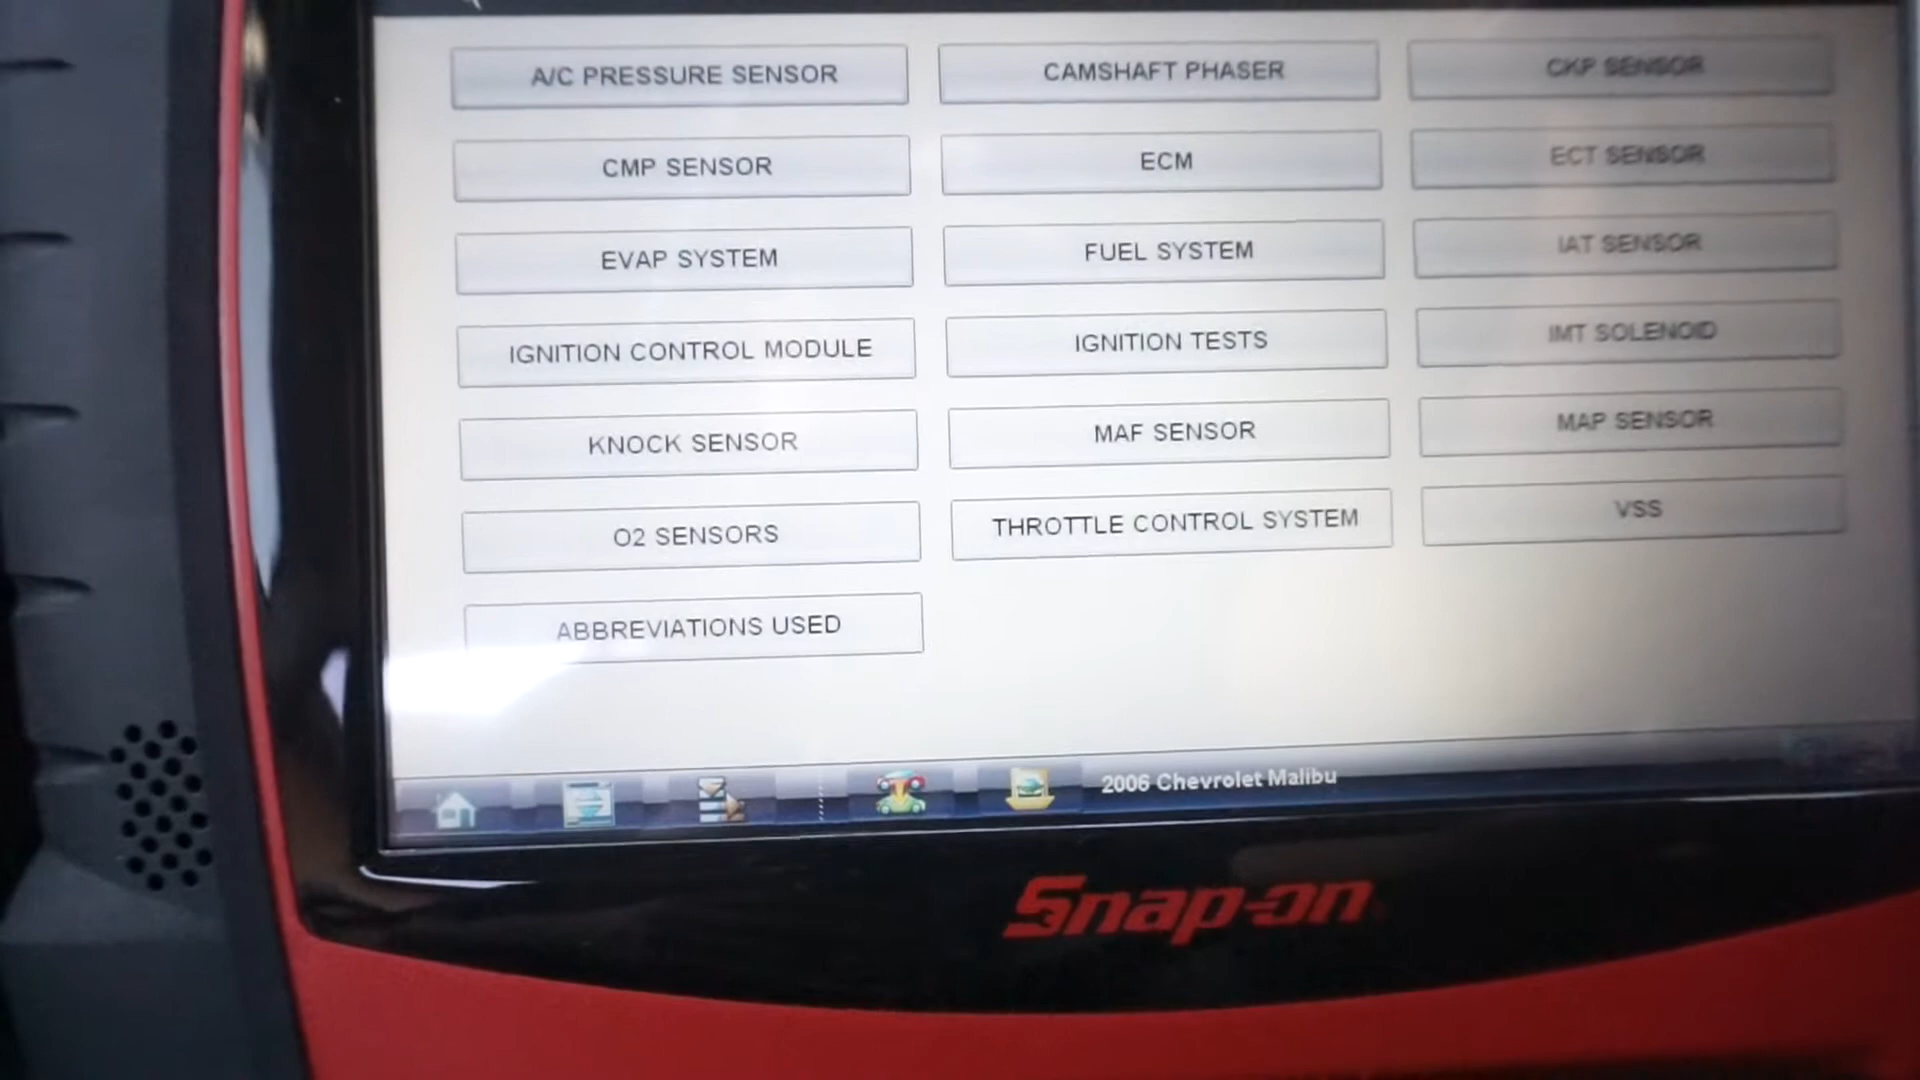 A/C PRESSURE SENSOR
CAMSHAFT PHASER
CKP SENSOR
CMP SENSOR
ECM
ECT SENSOR
EVAP SYSTEM
FUEL SYSTEM
IAT SENSOR
IGNITION CONTROL MODULE
IGNITION TESTS
IMT SOLENOID
KNOCK SENSOR
MAF SENSOR
MAP SENSOR
O2 SENSORS
THROTTLE CONTROL SYSTEM
VSS
ABBREVIATIONS USED
2006 Chevrolet Malibu
Snap-on